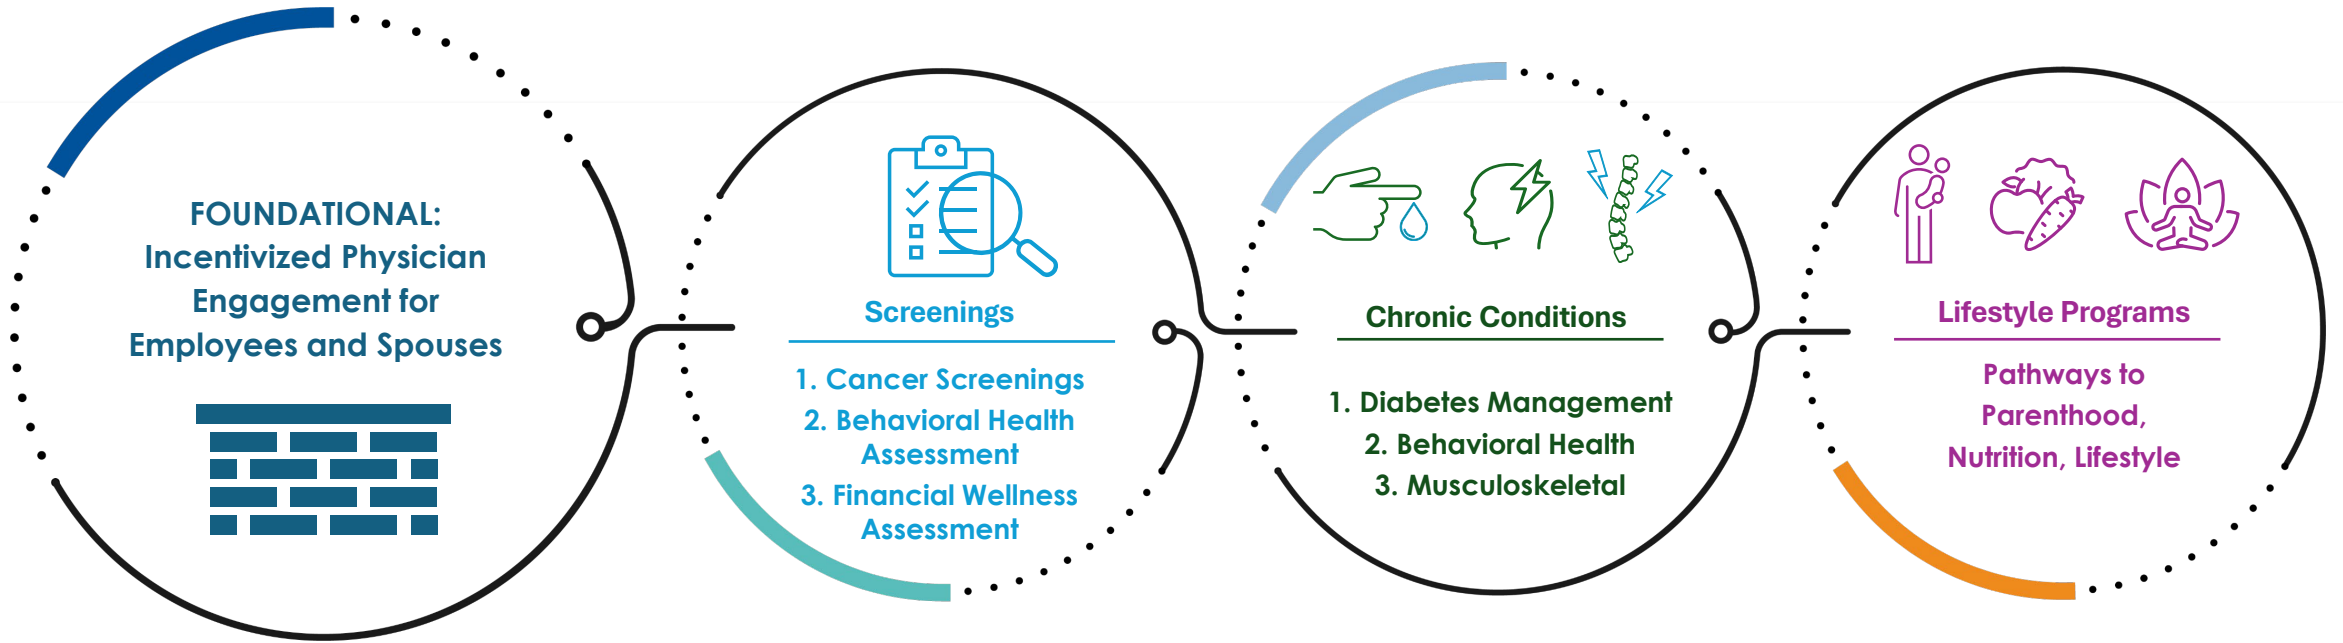 FOUNDATIONAL:
Incentivized Physician
Engagement for
Employees and Spouses
Screenings
1. Cancer Screenings
2. Behavioral Health
Assessment
3. Financial Wellness
Assessment
Chronic Conditions
1. Diabetes Management
2. Behavioral Health
3. Musculoskeletal
Lifestyle Programs
Pathways to
Parenthood,
Nutrition, Lifestyle